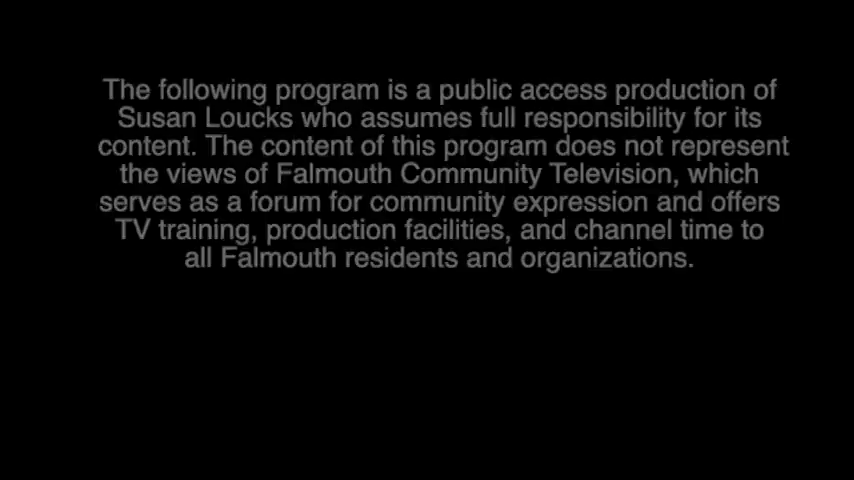 The following program is a public access production of
Susan Loucks who assumes full responsibility for its
content. The content of this program does not represent
the views of Falmouth Community Television, which
serves as a forum for community expression and offers
TV training, production facilities, and channel time to
all Falmouth residents and organizations.